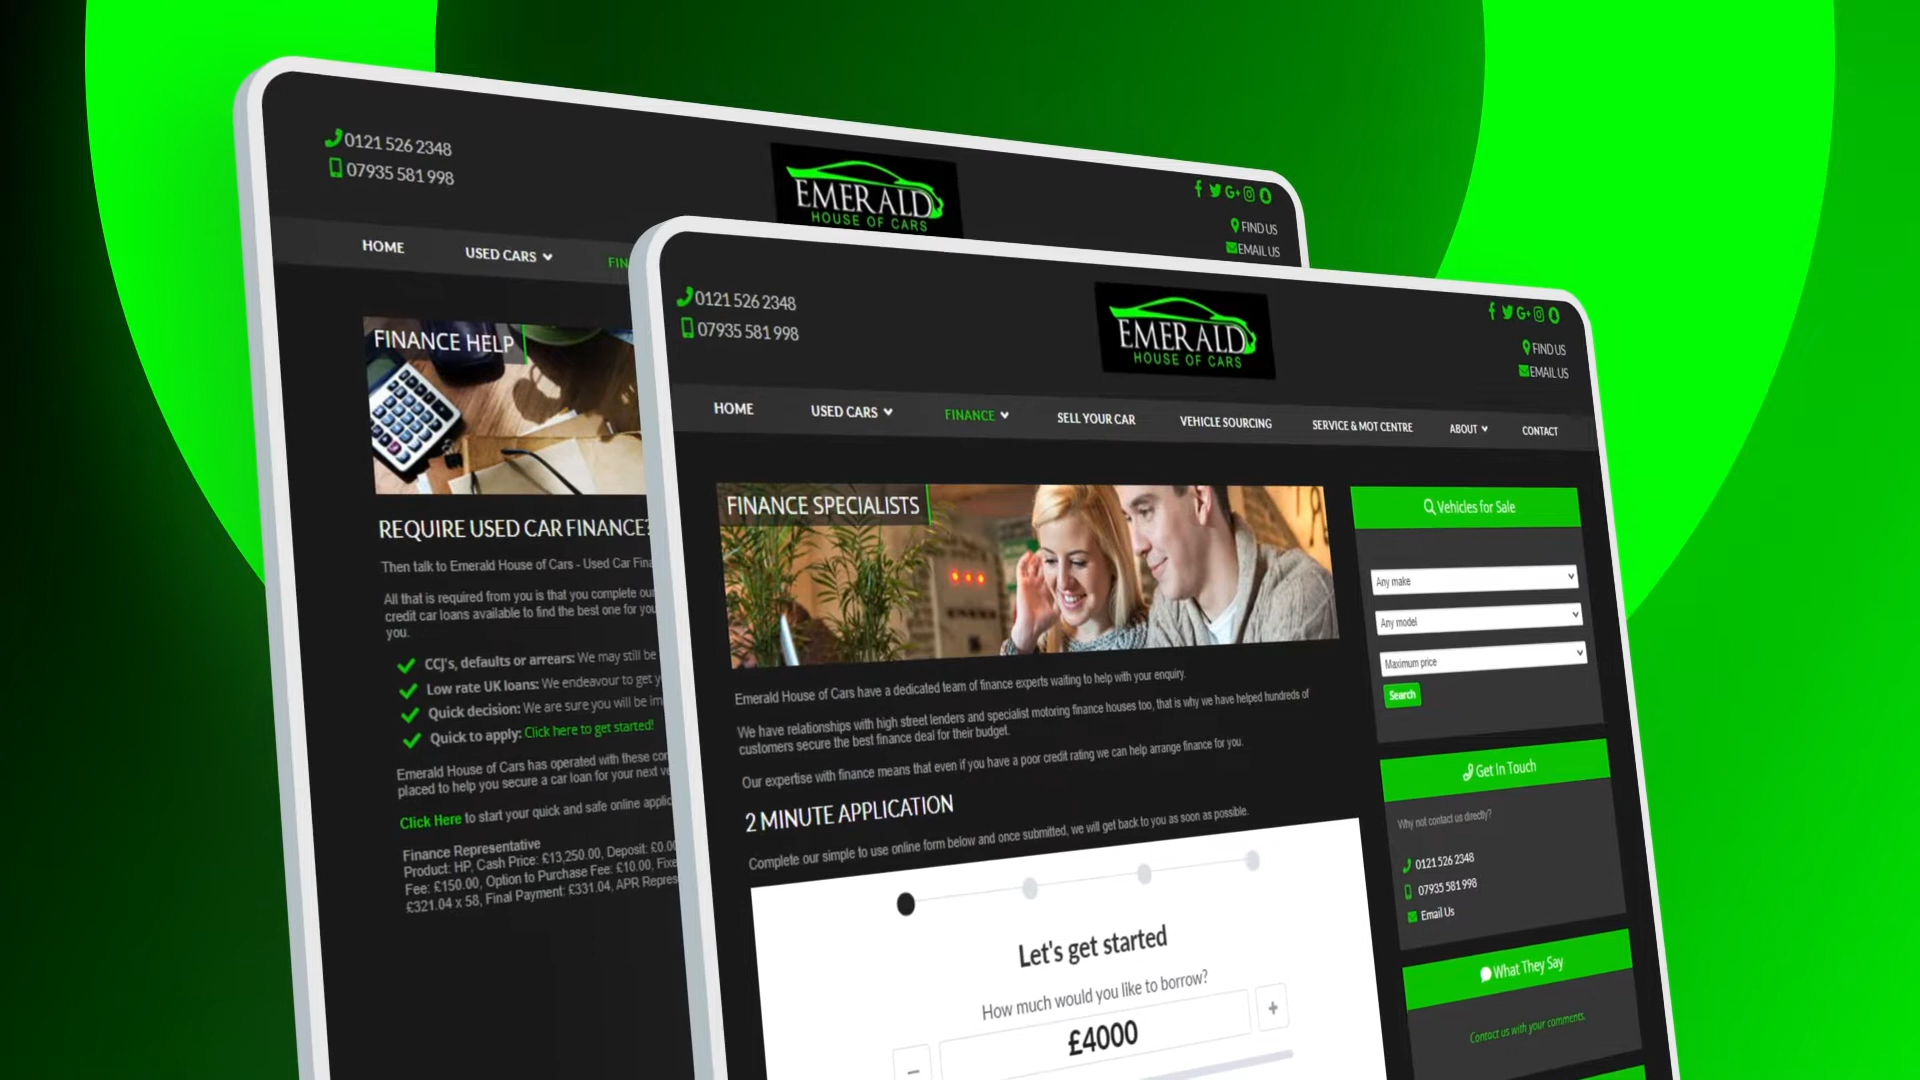 0121 526 2348
07935 581 998
EMERALD
HOUSE OF CARS
FIND US
EMAIL US
HOME
USED CARS
FIN
FINANCE HELP
REQUIRE USED CAR FINANCE?
Then talk to Emerald House of Cars - Used Car Fina
All that is required from you is that you complete our
credit car loans available to find the best one for you
you.
CCJ's, defaults or arrears: We may still be
Low rate UK loans: We endeavour to get y
Quick decision: We are sure you will be im
Quick to apply: Click here to get started!
Emerald House of Cars has operated with these con
placed to help you secure a car loan for your next ve
Click Here to start your quick and safe online applic
Finance Representative
Product: HP, Cash Price: £13,250.00, Deposit: £0.00
Fee: £150.00, Option to Purchase Fee: £10.00, Fixe
£321.04 x 58, Final Payment: £331.04, APR Repres
0121 526 2348
07935 581 998
EMERALD
HOUSE OF CARS
G+
FIND US
EMAIL US
HOME
USED CARS
FINANCE
SELL YOUR CAR
VEHICLE SOURCING
SERVICE & MOT CENTRE
ABOUT
CONTACT
FINANCE SPECIALISTS
Emerald House of Cars have a dedicated team of finance experts waiting to help with your enquiry.
We have relationships with high street lenders and specialist motoring finance houses too, that is why we have helped hundreds of
customers secure the best finance deal for their budget.
Our expertise with finance means that even if you have a poor credit rating we can help arrange finance for you.
2 MINUTE APPLICATION
Complete our simple to use online form below and once submitted, we will get back to you as soon as possible.
Let's get started
How much would you like to borrow?
− £4000 +
Vehicles for Sale
Any make
Any model
Maximum price
Search
Get In Touch
Why not contact us directly?
0121 526 2348
07935 581 998
Email Us
What They Say
Contact us with your comments.